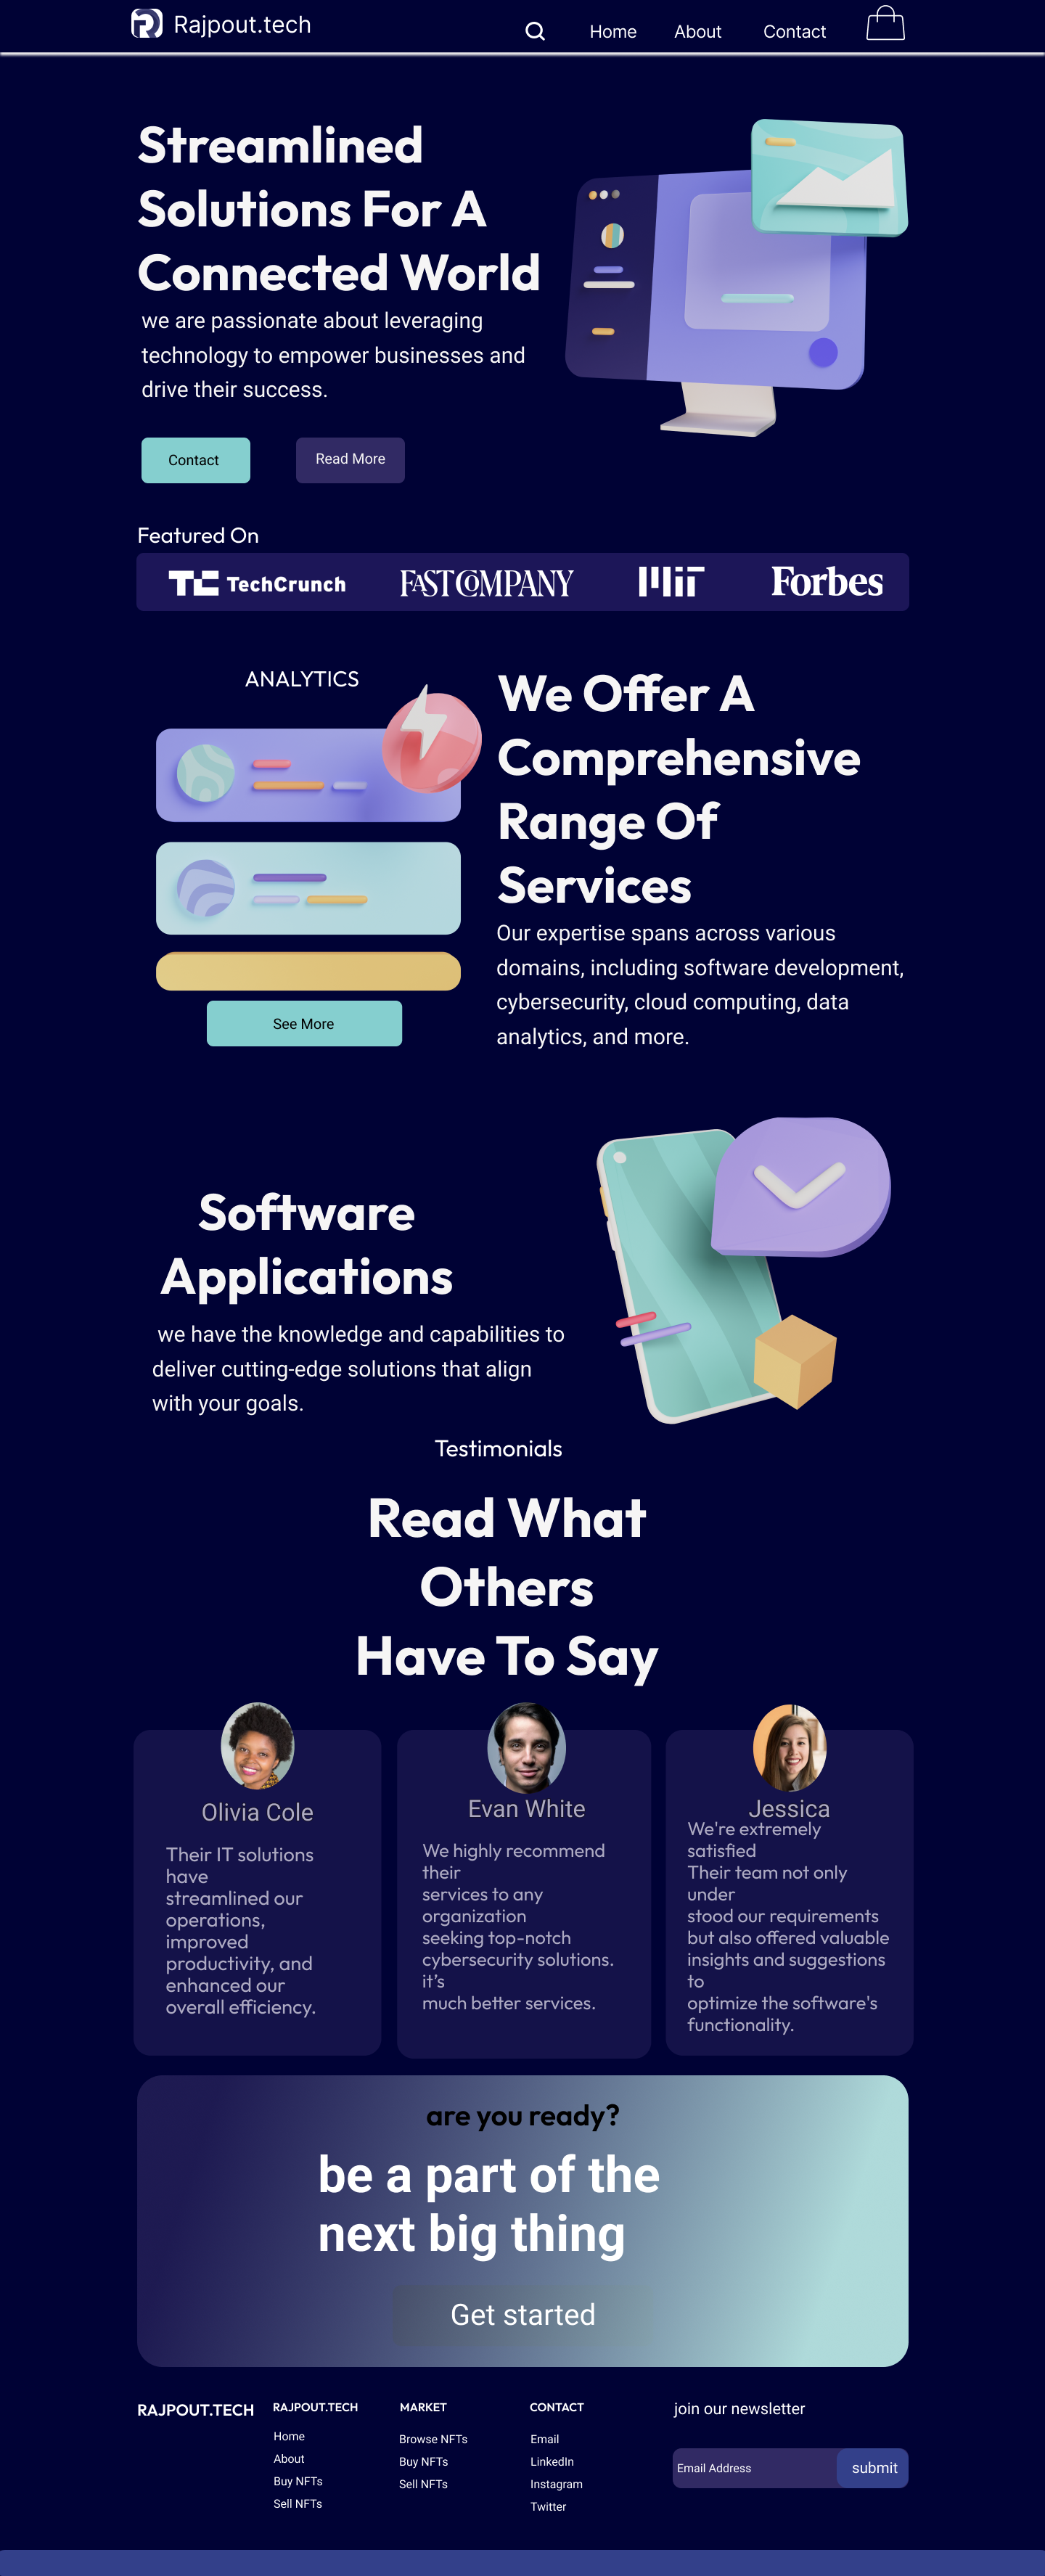 Rajpout.tech
Home
About
Contact
Streamlined
Solutions For A
Connected World
we are passionate about leveraging
technology to empower businesses and
drive their success.
Contact
Read More
Featured On
TC TechCrunch
FAST COMPANY
MIT
Forbes
ANALYTICS
See More
We Offer A
Comprehensive
Range Of
Services
Our expertise spans across various
domains, including software development,
cybersecurity, cloud computing, data
analytics, and more.
Software
Applications
we have the knowledge and capabilities to
deliver cutting-edge solutions that align
with your goals.
Testimonials
Read What
Others
Have To Say
Olivia Cole
Their IT solutions
have
streamlined our
operations,
improved
productivity, and
enhanced our
overall efficiency.
Evan White
We highly recommend
their
services to any
organization
seeking top-notch
cybersecurity solutions.
it's
much better services.
Jessica
We're extremely
satisfied
Their team not only
under
stood our requirements
but also offered valuable
insights and suggestions
to
optimize the software's
functionality.
are you ready?
be a part of the
next big thing
Get started
RAJPOUT.TECH
RAJPOUT.TECH
Home
About
Buy NFTs
Sell NFTs
MARKET
Browse NFTs
Buy NFTs
Sell NFTs
CONTACT
Email
LinkedIn
Instagram
Twitter
join our newsletter
Email Address
submit